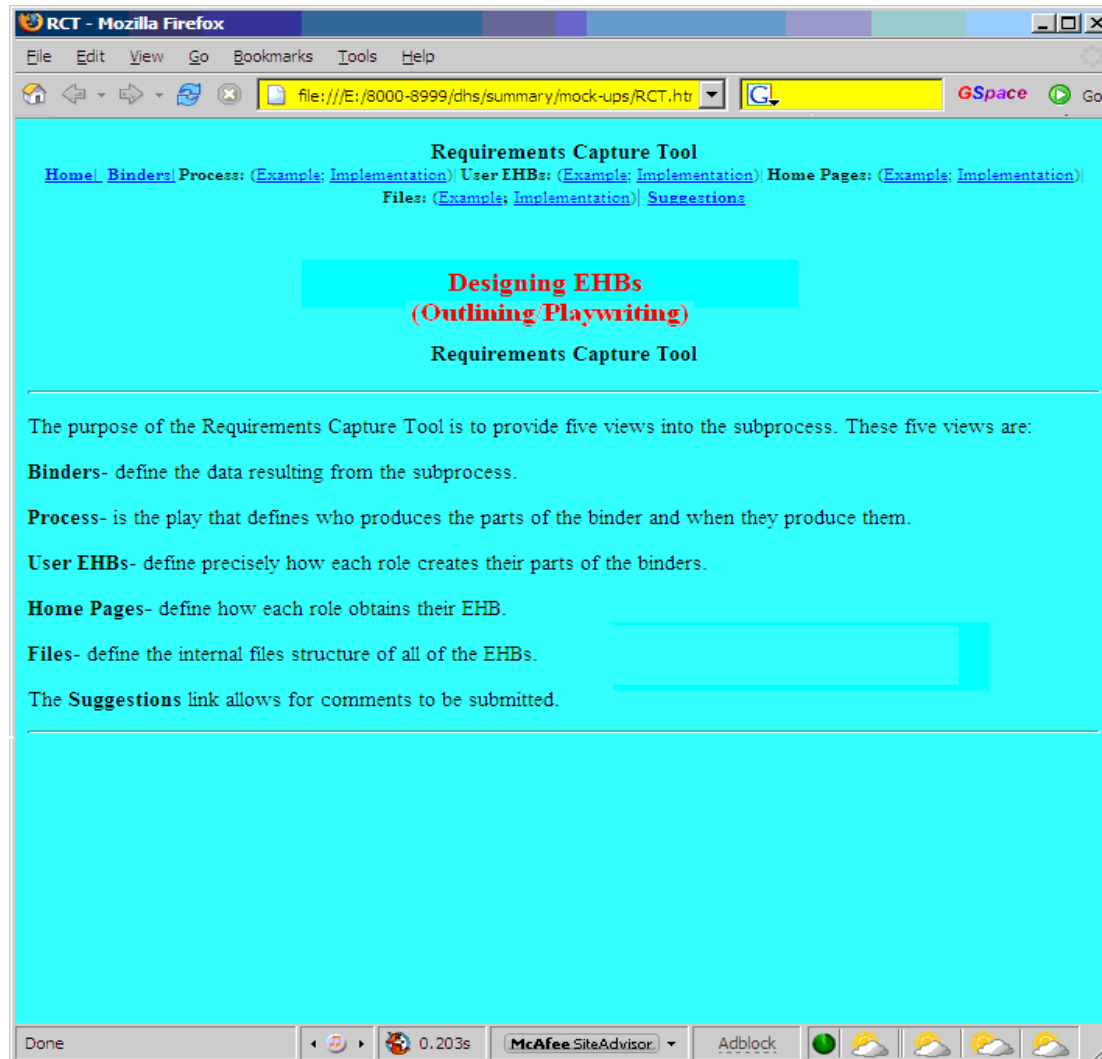 RCT - Mozilla Firefox
File Edit View Go Bookmarks Tools Help
file:///E:/8000-8999/dhs/summary/mock-ups/RCT.htr G GSpace Go
Requirements Capture Tool
Home| Binders| Process: (Example; Implementation)| User EHBs: (Example; Implementation)| Home Pages: (Example; Implementation)|
Files: (Example; Implementation)| Suggestions
Designing EHBs
(Outlining/Playwriting)
Requirements Capture Tool
The purpose of the Requirements Capture Tool is to provide five views into the subprocess. These five views are:
Binders- define the data resulting from the subprocess.
Process- is the play that defines who produces the parts of the binder and when they produce them.
User EHBs- define precisely how each role creates their parts of the binders.
Home Pages- define how each role obtains their EHB.
Files- define the internal files structure of all of the EHBs.
The Suggestions link allows for comments to be submitted.
Done 0.203s McAfee SiteAdvisor Adblock